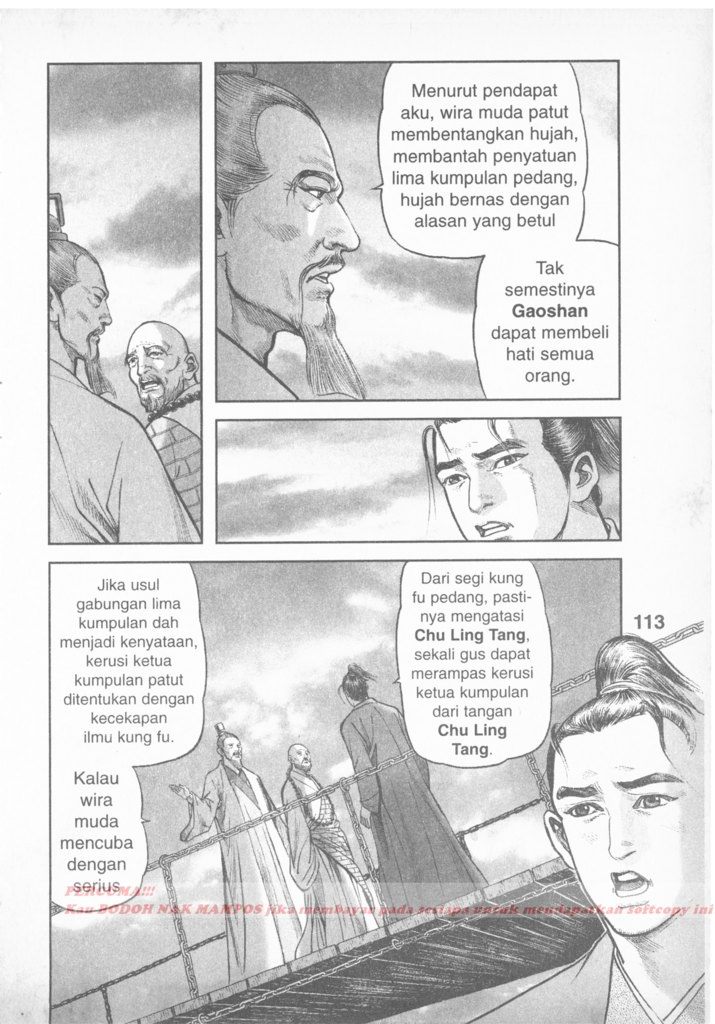 Menurut pendapat
aku, wira muda patut
membentangkan hujah,
membantah penyatuan
lima kumpulan pedang,
hujah bernas dengan
alasan yang betul
Tak
semestinya
Gaoshan
dapat membeli
hati semua
orang.
Jika usul
gabungan lima
kumpulan dah
menjadi kenyataan,
kerusi ketua
kumpulan patut
ditentukan dengan
kecekapan
ilmu kung fu.
Kalau
wira
muda
mencuba
dengan
serius
Dari segi kung
fu pedang, pasti-
nya mengatasi
Chu Ling Tang,
sekali gus dapat
merampas kerusi
ketua kumpulan
dari tangan
Chu Ling
Tang.
113
PERCUMA!!!
Kau BODOH NAK MAMPOS jika membayar pada sesiapa untuk mendapatkan softcopy ini